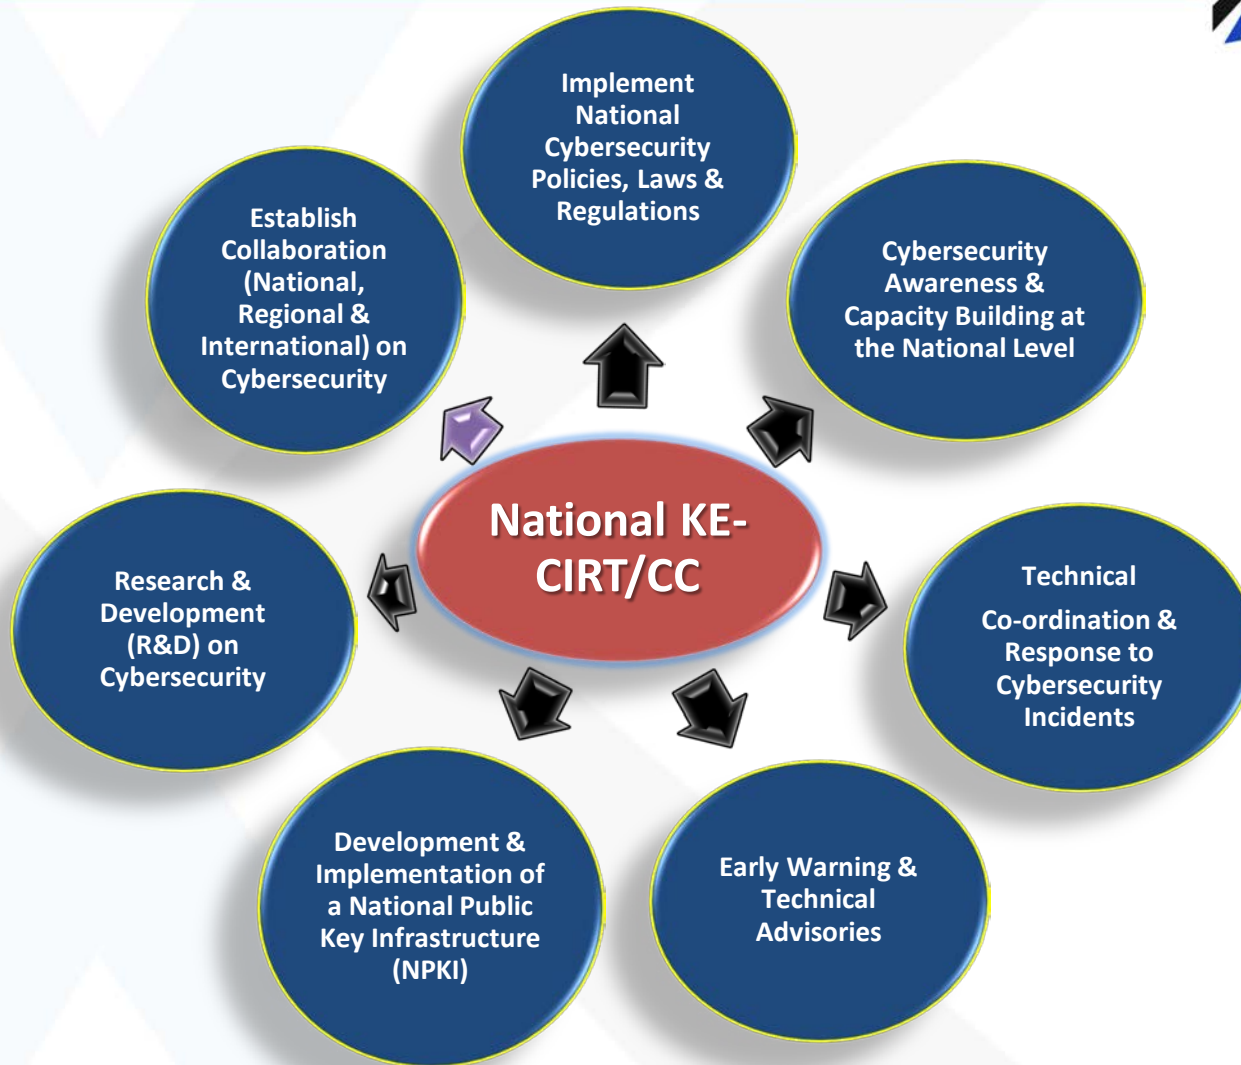 Implement
National
Cybersecurity
Policies, Laws &
Regulations
Cybersecurity
Awareness &
Capacity Building at
the National Level
Technical
Co-ordination &
Response to
Cybersecurity
Incidents
Early Warning &
Technical
Advisories
Development &
Implementation of
a National Public
Key Infrastructure
(NPKI)
Research &
Development
(R&D) on
Cybersecurity
Establish
Collaboration
(National,
Regional &
International) on
Cybersecurity
National KE-
CIRT/CC